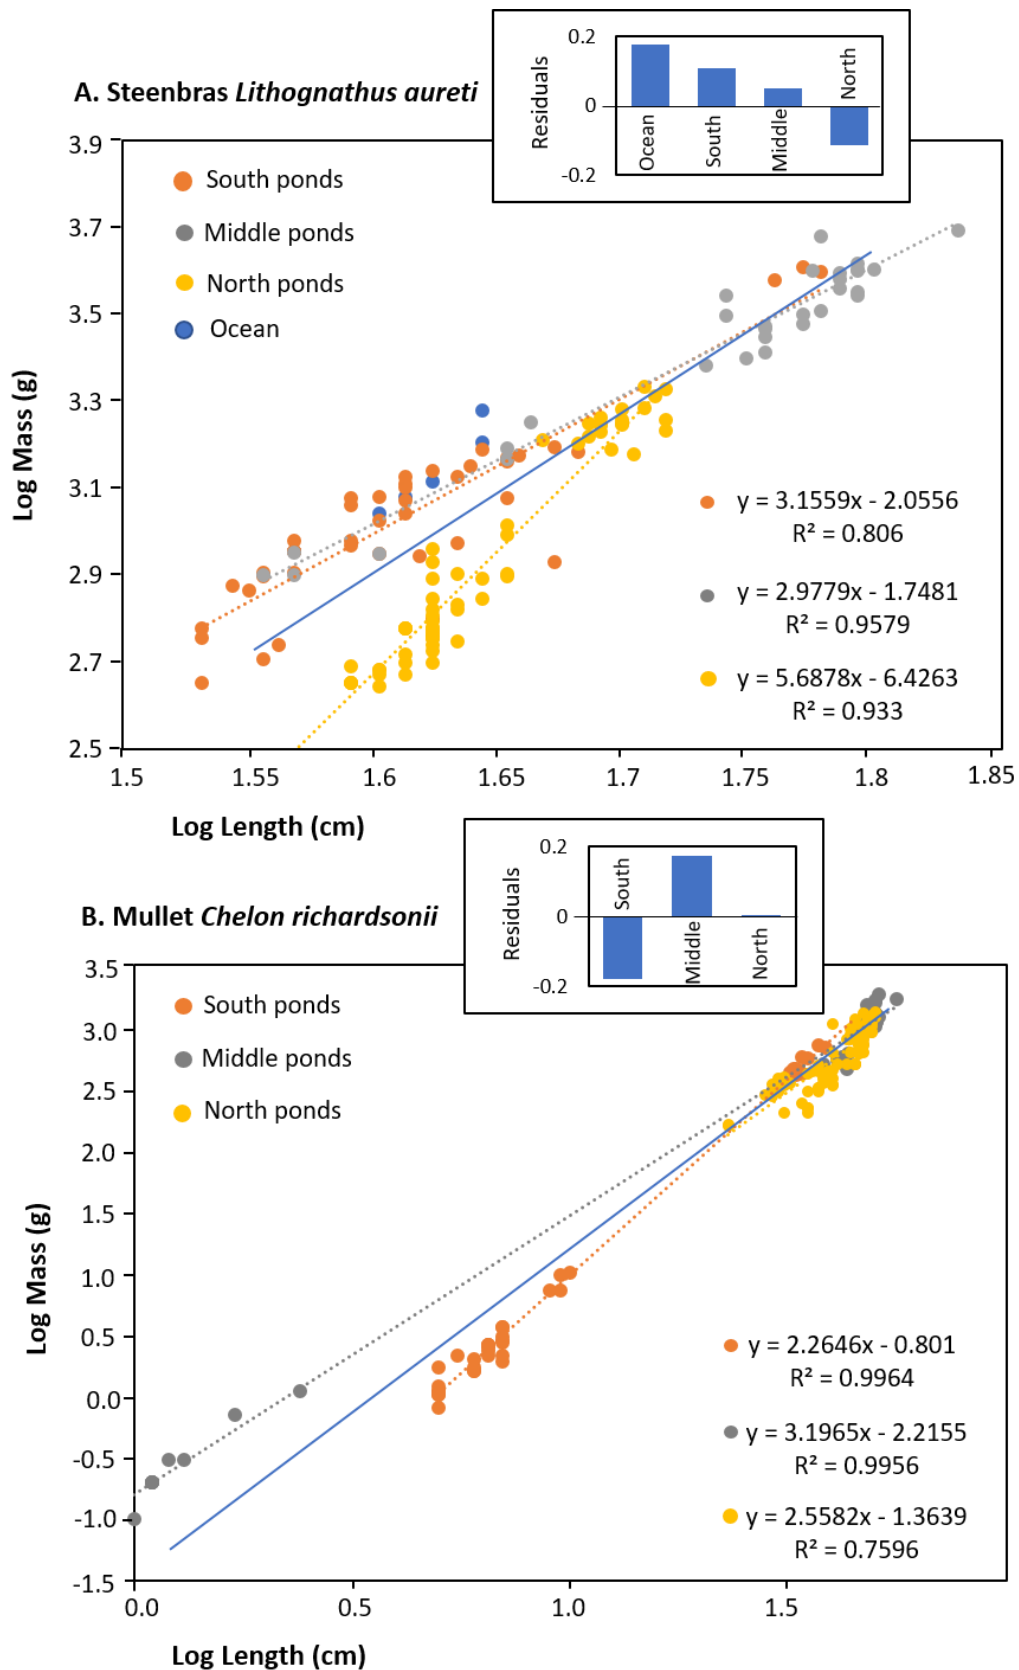 0.2
Residuals
North
0
Ocean
South
Middle
-0.2
A. Steenbras Lithognathus aureti
3.9
3.7
3.5
3.3
3.1
2.9
2.7
2.5
Log Mass (g)
South ponds
Middle ponds
North ponds
Ocean
y = 3.1559x - 2.0556
R² = 0.806
y = 2.9779x - 1.7481
R² = 0.9579
y = 5.6878x - 6.4263
R² = 0.933
1.5 1.55 1.6 1.65 1.7 1.75 1.8 1.85
Log Length (cm)
0.2
Residuals
South
0
Middle
North
-0.2
B. Mullet Chelon richardsonii
3.5
3.0
2.5
2.0
1.5
1.0
0.5
0.0
-0.5
-1.0
-1.5
Log Mass (g)
South ponds
Middle ponds
North ponds
y = 2.2646x - 0.801
R² = 0.9964
y = 3.1965x - 2.2155
R² = 0.9956
y = 2.5582x - 1.3639
R² = 0.7596
0.0 0.5 1.0 1.5
Log Length (cm)